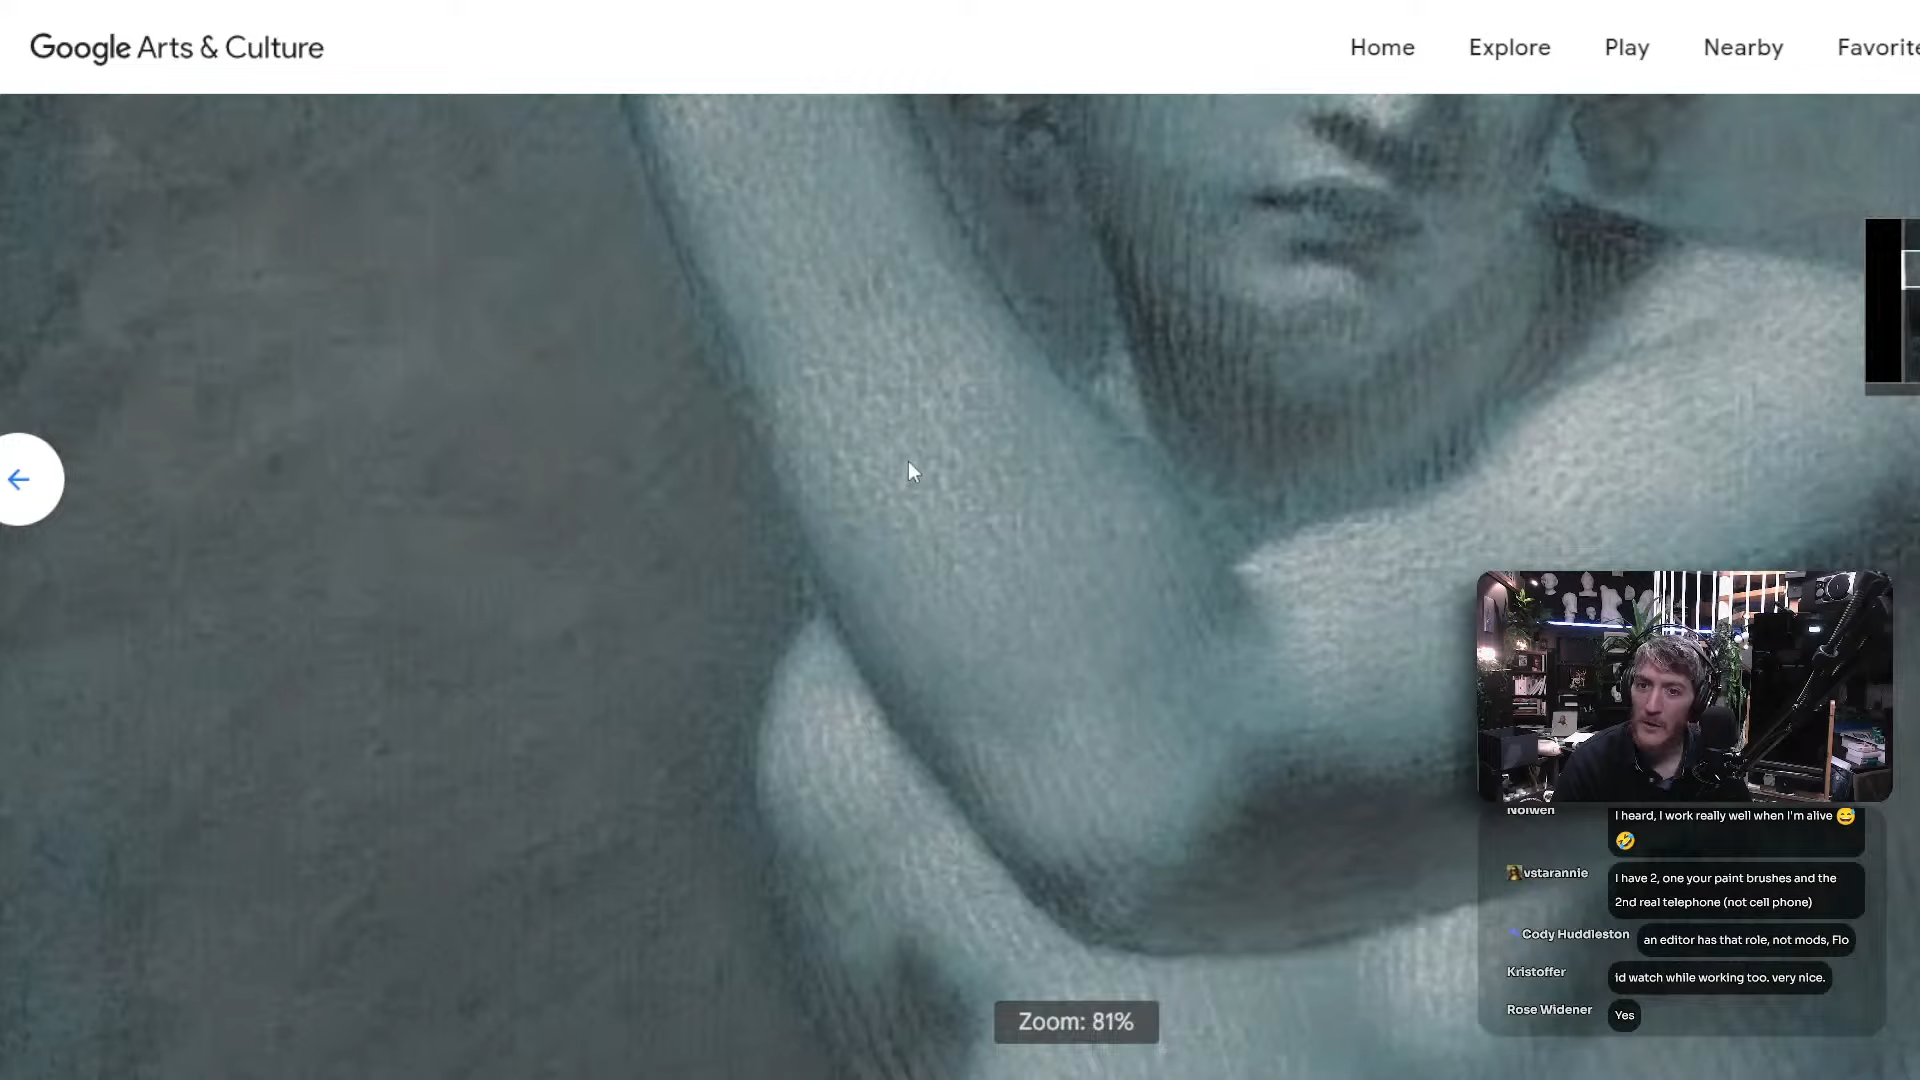 Google Arts & Culture
Home Explore Play Nearby Favorite
Zoom: 81%
Nolwen
I heard, I work really well when I'm alive 😅
🤣
vstarannie
I have 2, one your paint brushes and the
2nd real telephone (not cell phone)
Cody Huddleston
an editor has that role, not mods, Flo
Kristoffer
id watch while working too. very nice.
Rose Widener
Yes